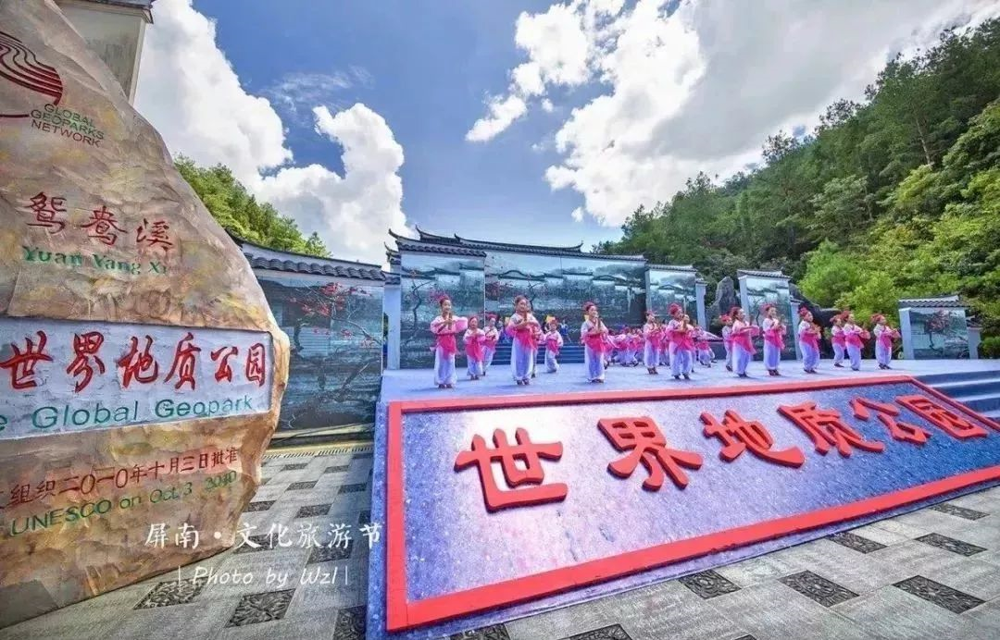 GLOBAL
GEOPARKS
NETWORK
鸳鸯溪
Yuan Yang Xi
世界地质公园
Global Geopark
组织二〇一〇年十月三日批准
UNESCO on Oct.3 2010
世界地质公园
屏南·文化旅游节
| Photo by Wzl |